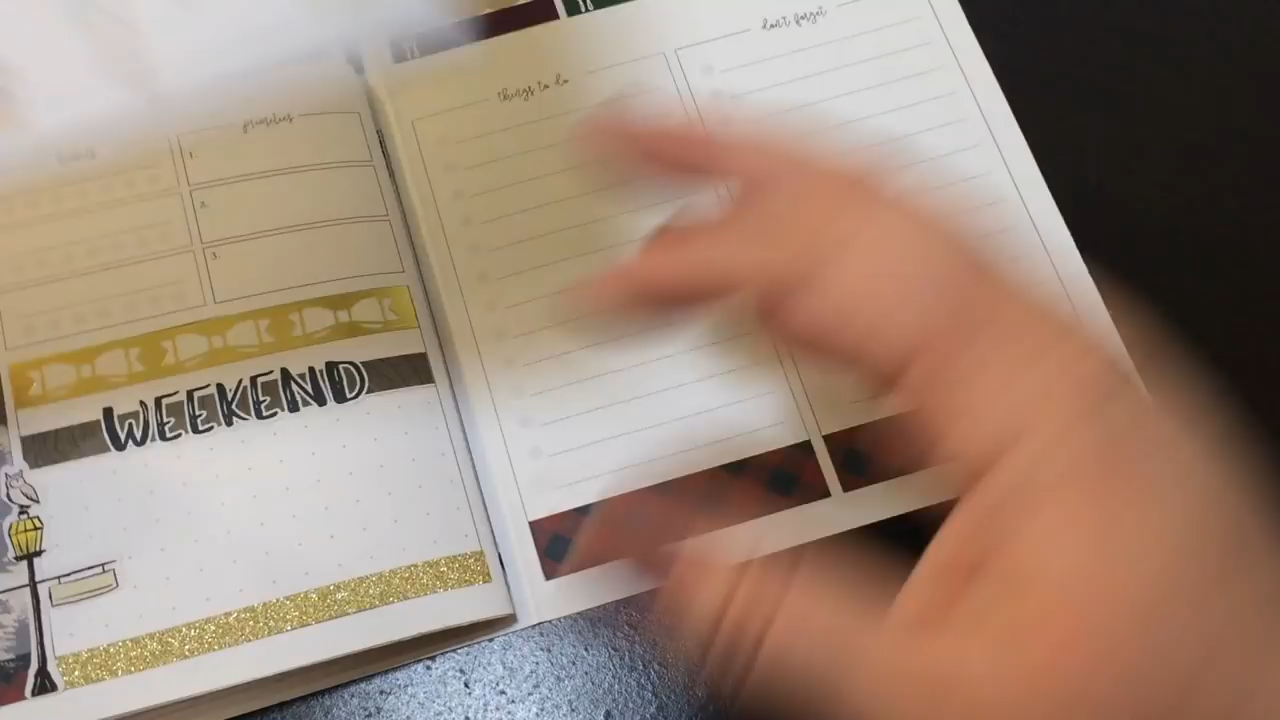 priorities
1.
2.
3.
WEEKEND
things to do
don't forget